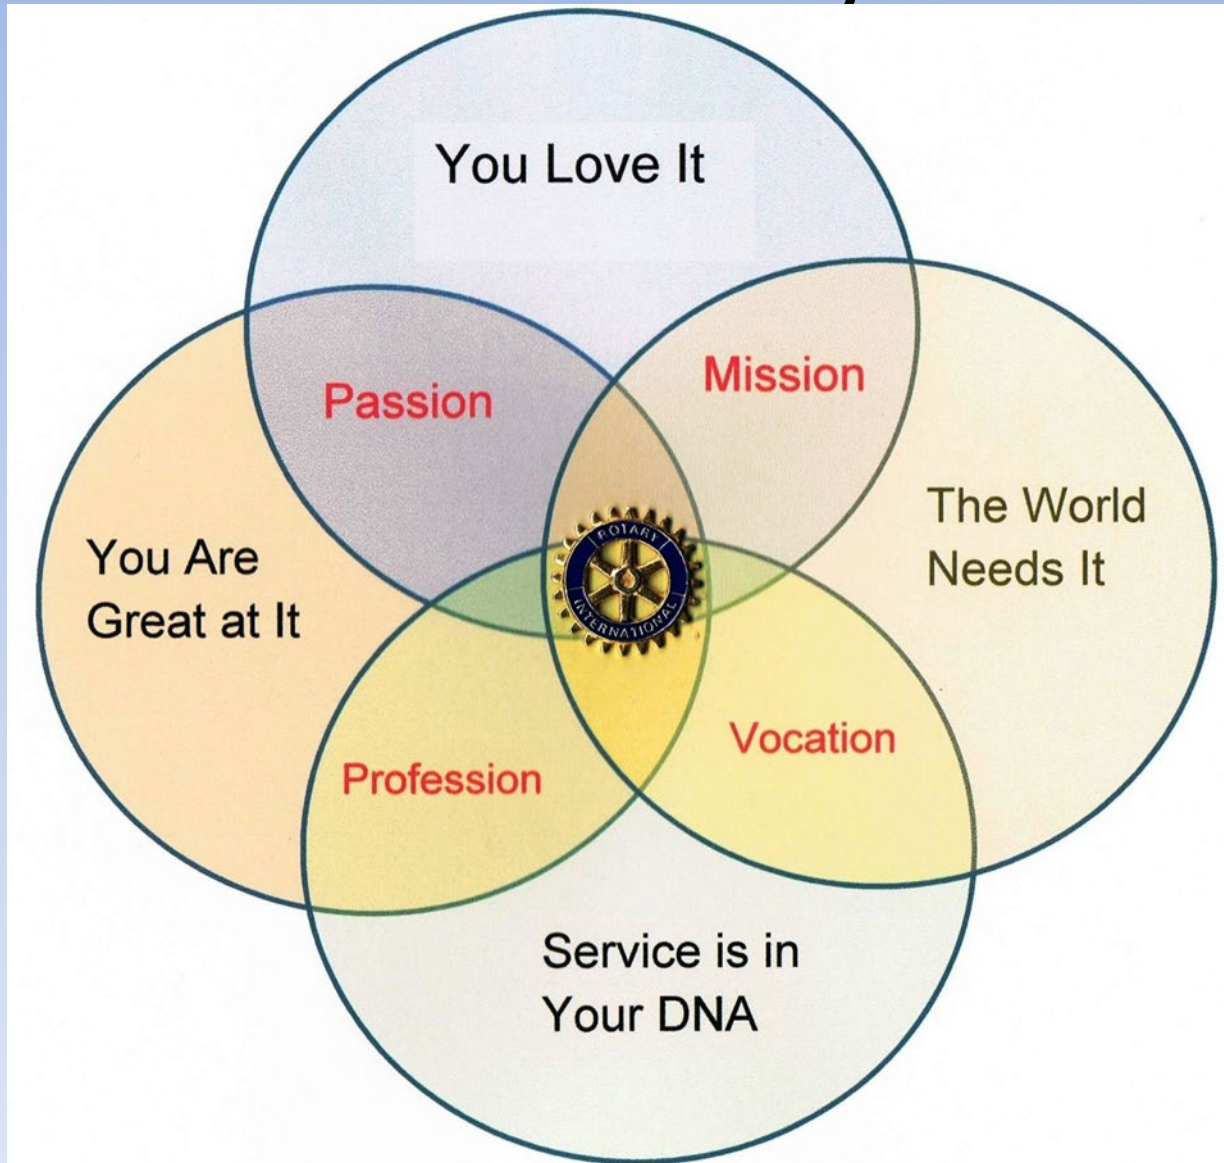 You Love It
Passion
Mission
The World
Needs It
You Are
Great at It
ROTARY
INTERNATIONAL
Vocation
Profession
Service is in
Your DNA